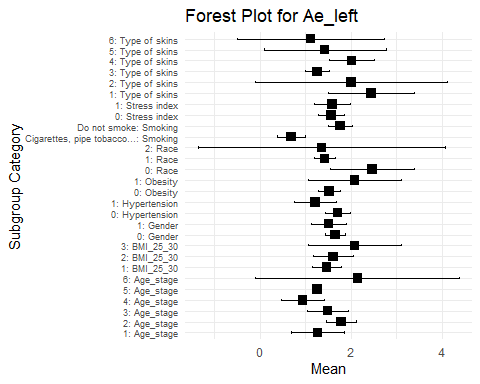 Forest Plot for Ae_left
Subgroup Category
6: Type of skins
5: Type of skins
4: Type of skins
3: Type of skins
2: Type of skins
1: Type of skins
1: Stress index
0: Stress index
Do not smoke: Smoking
Cigarettes, pipe tobacco...: Smoking
2: Race
1: Race
0: Race
1: Obesity
0: Obesity
1: Hypertension
0: Hypertension
1: Gender
0: Gender
3: BMI_25_30
2: BMI_25_30
1: BMI_25_30
6: Age_stage
5: Age_stage
4: Age_stage
3: Age_stage
2: Age_stage
1: Age_stage
0 2 4
Mean